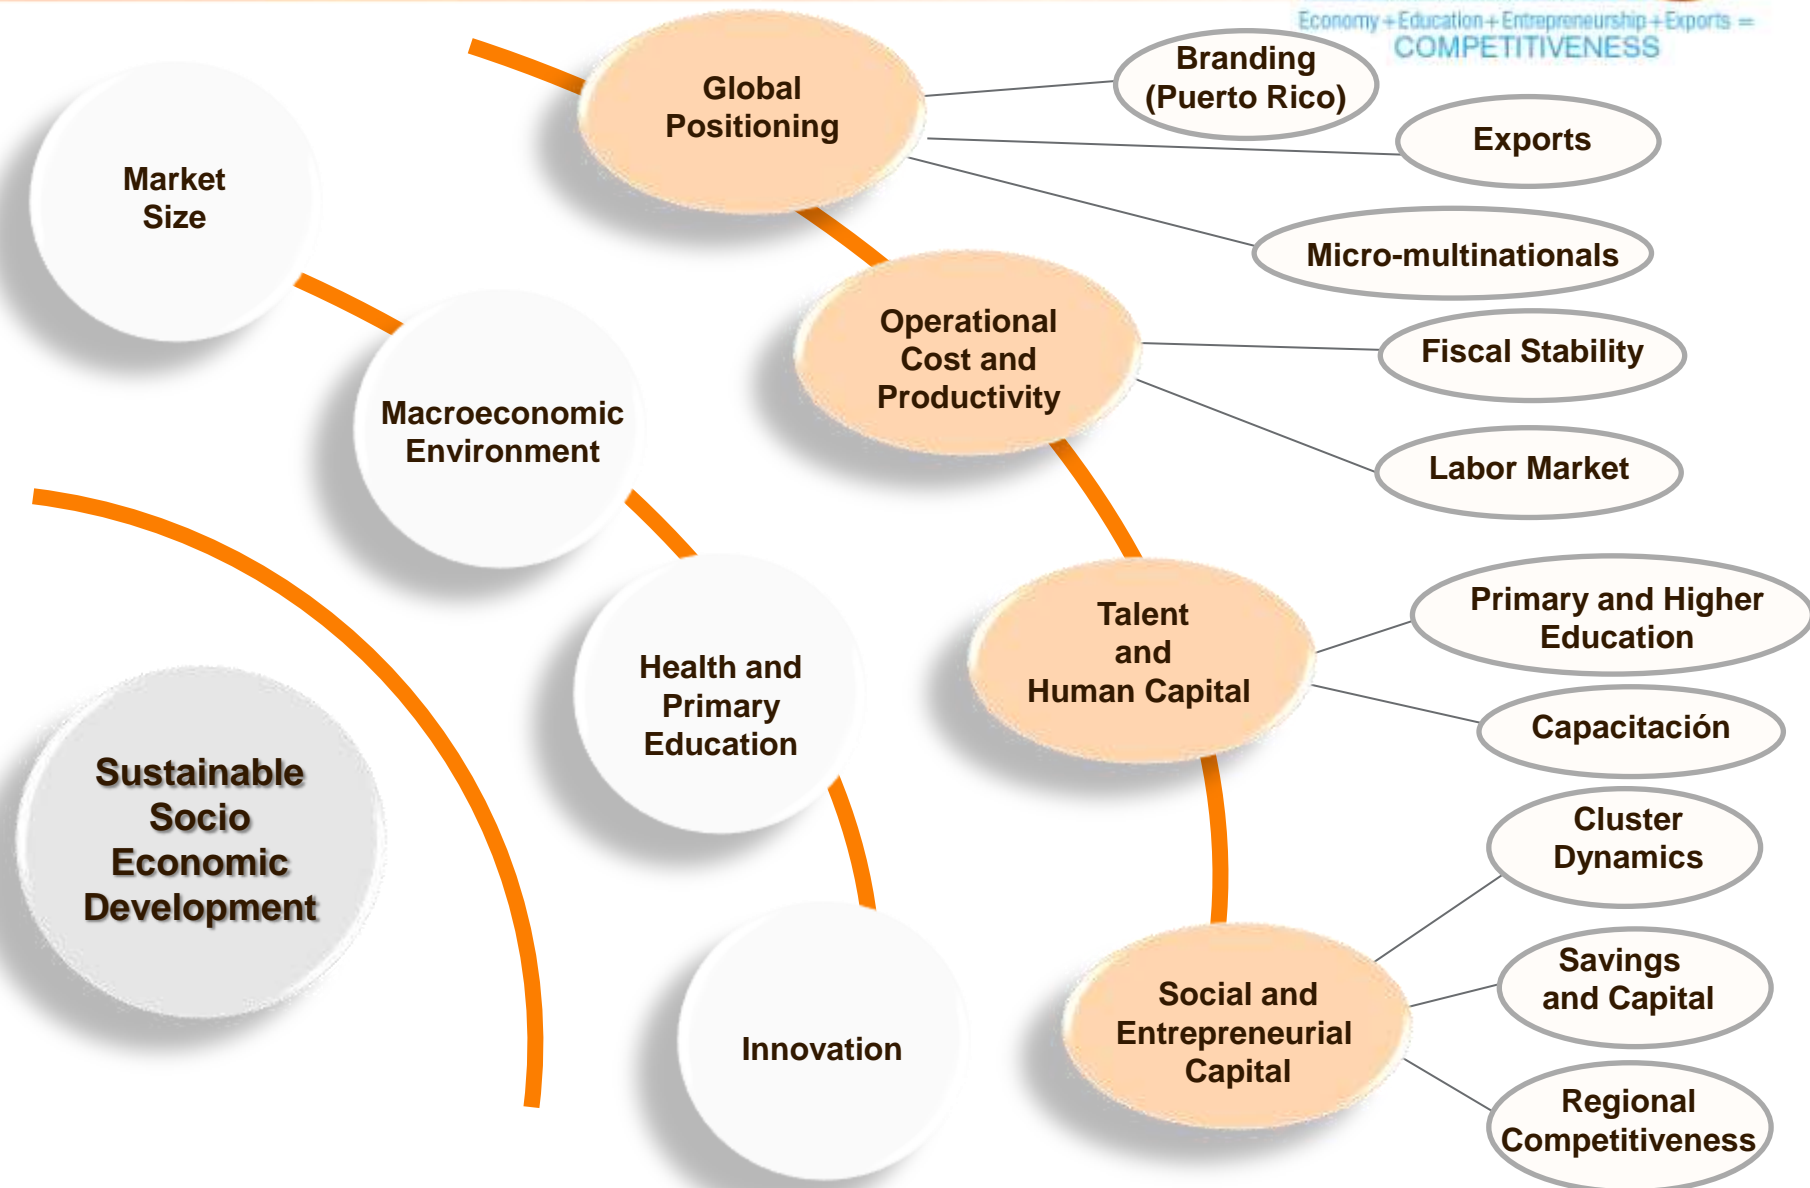 Economy + Education + Entrepreneurship + Exports =
COMPETITIVENESS
Market
Size
Macroeconomic
Environment
Health and
Primary
Education
Innovation
Sustainable
Socio
Economic
Development
Global
Positioning
Branding
(Puerto Rico)
Exports
Micro-multinationals
Operational
Cost and
Productivity
Fiscal Stability
Labor Market
Talent
and
Human Capital
Primary and Higher
Education
Capacitación
Social and
Entrepreneurial
Capital
Cluster
Dynamics
Savings
and Capital
Regional
Competitiveness